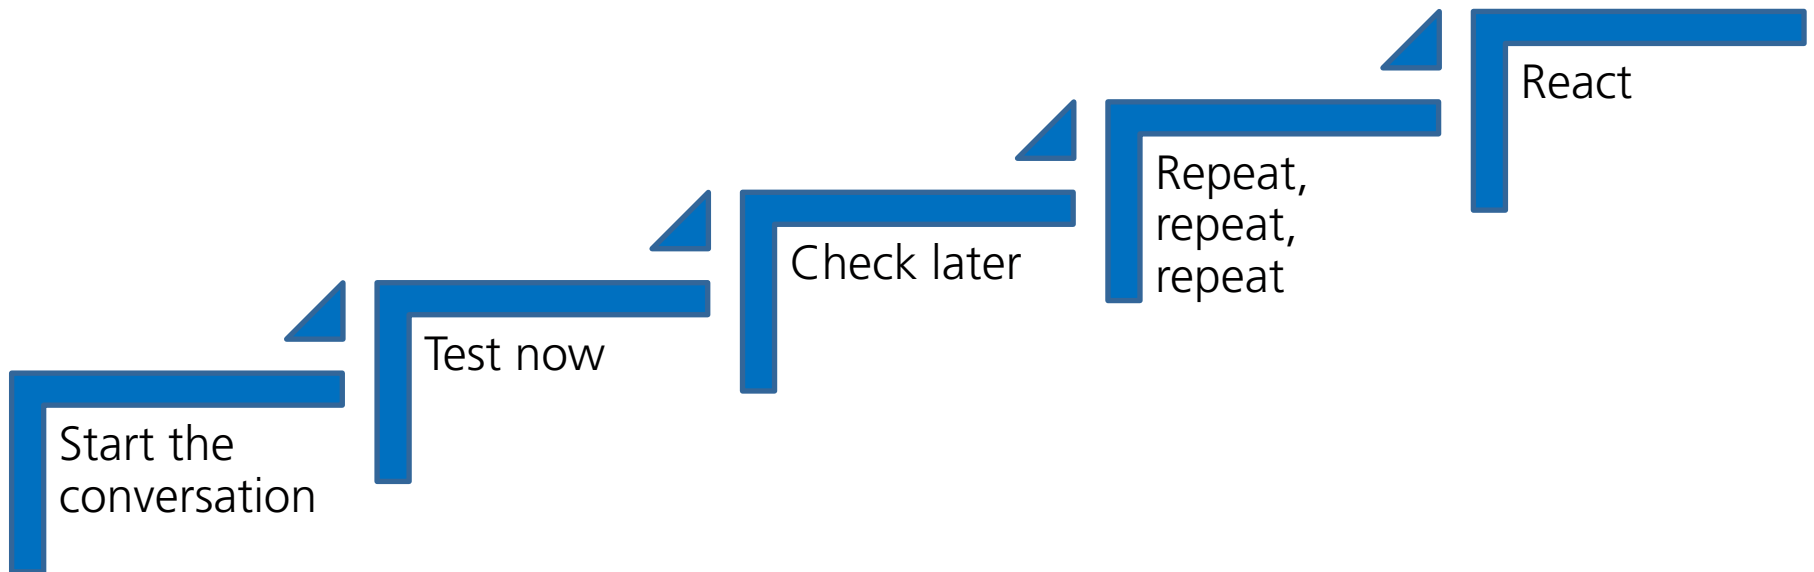 Start the
conversation
Test now
Check later
Repeat,
repeat,
repeat
React